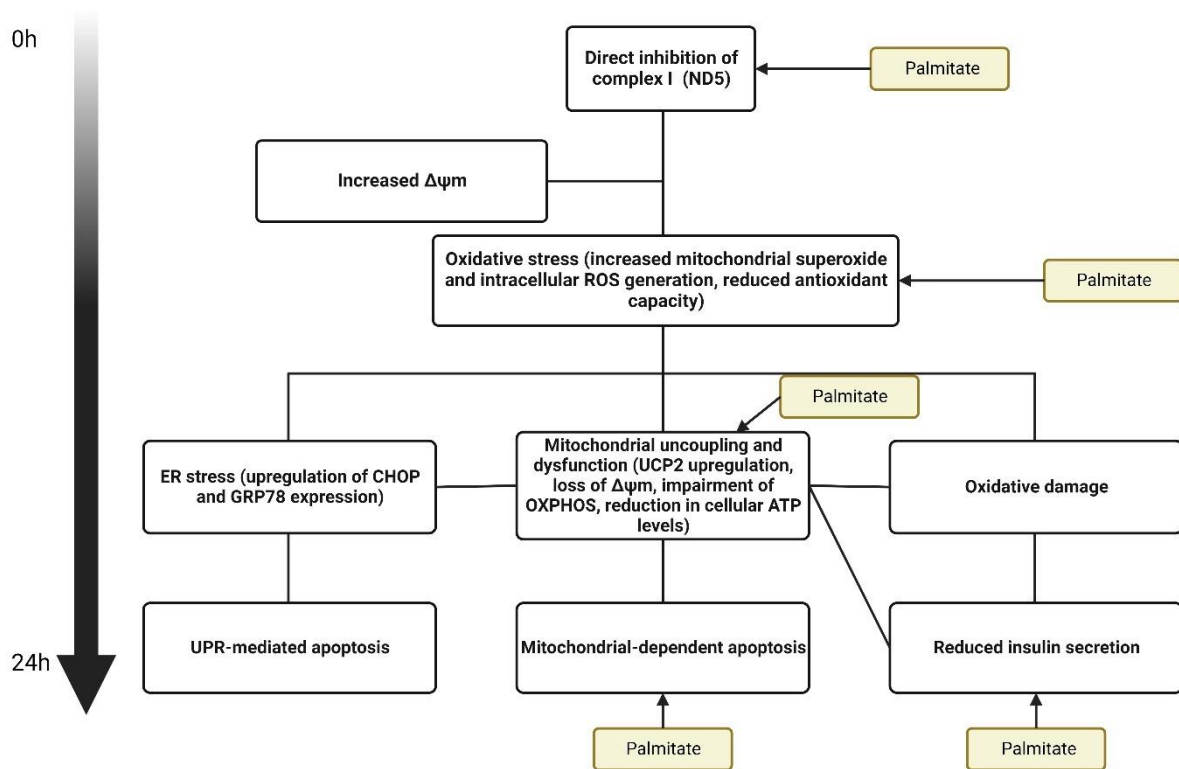 0h
Direct inhibition of
complex I (ND5)
Palmitate
Increased Δψm
Oxidative stress (increased mitochondrial superoxide
and intracellular ROS generation, reduced antioxidant
capacity)
Palmitate
Palmitate
ER stress (upregulation of CHOP
and GRP78 expression)
Mitochondrial uncoupling and
dysfunction (UCP2 upregulation,
loss of Δψm, impairment of
OXPHOS, reduction in cellular ATP
levels)
Oxidative damage
24h
UPR-mediated apoptosis
Mitochondrial-dependent apoptosis
Reduced insulin secretion
Palmitate
Palmitate